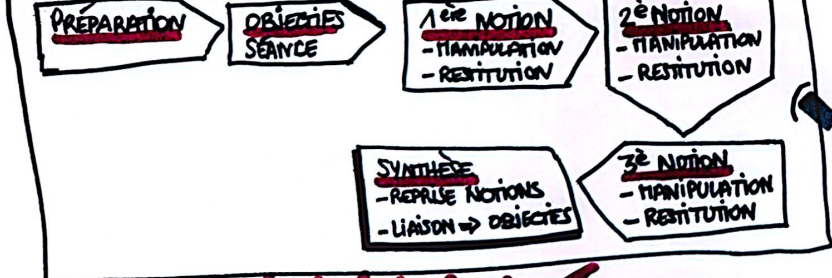 PRÉPARATION
OBJECTIFS
SÉANCE
1ère NOTION
- MANIPULATION
- RESTITUTION
2è NOTION
- MANIPULATION
- RESTITUTION
3è NOTION
- MANIPULATION
- RESTITUTION
SYNTHÈSE
- REPRISE NOTIONS
- LIAISON => OBJECTIFS